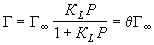 Γ = Γ∞ K_L P / 1 + K_L P = θΓ∞